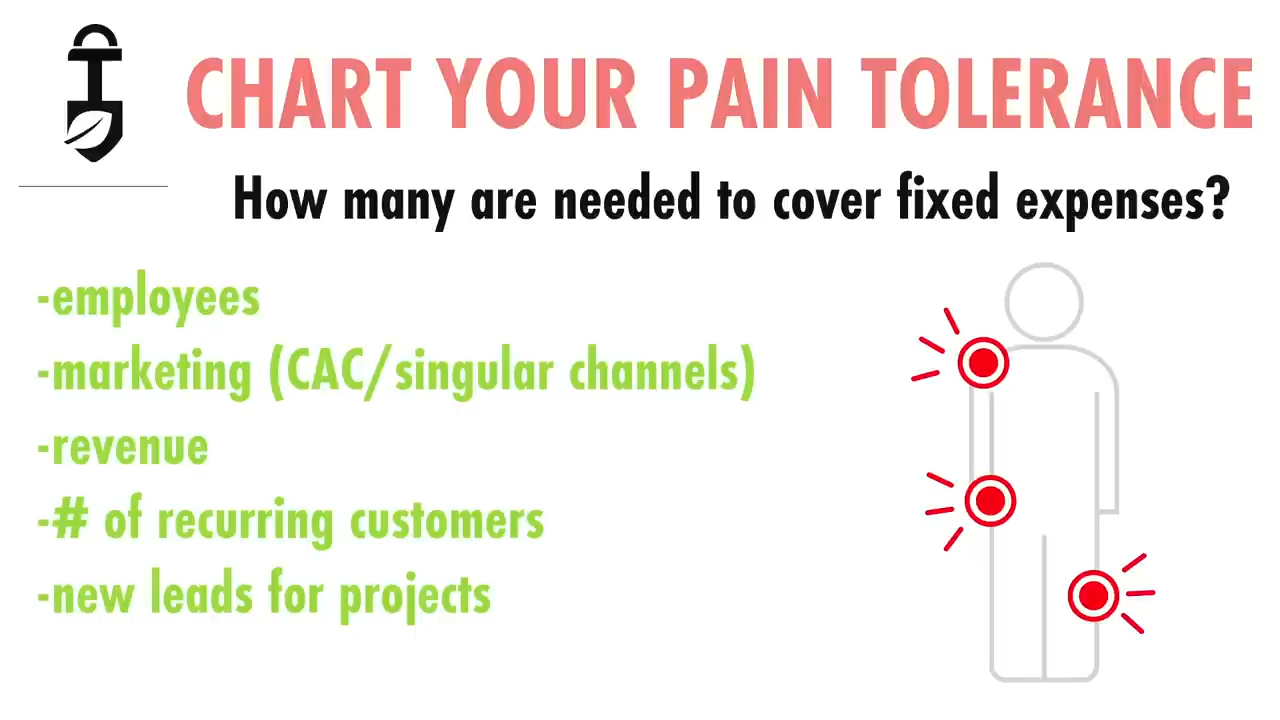 CHART YOUR PAIN TOLERANCE
How many are needed to cover fixed expenses?
-employees
-marketing (CAC/singular channels)
-revenue
-# of recurring customers
-new leads for projects